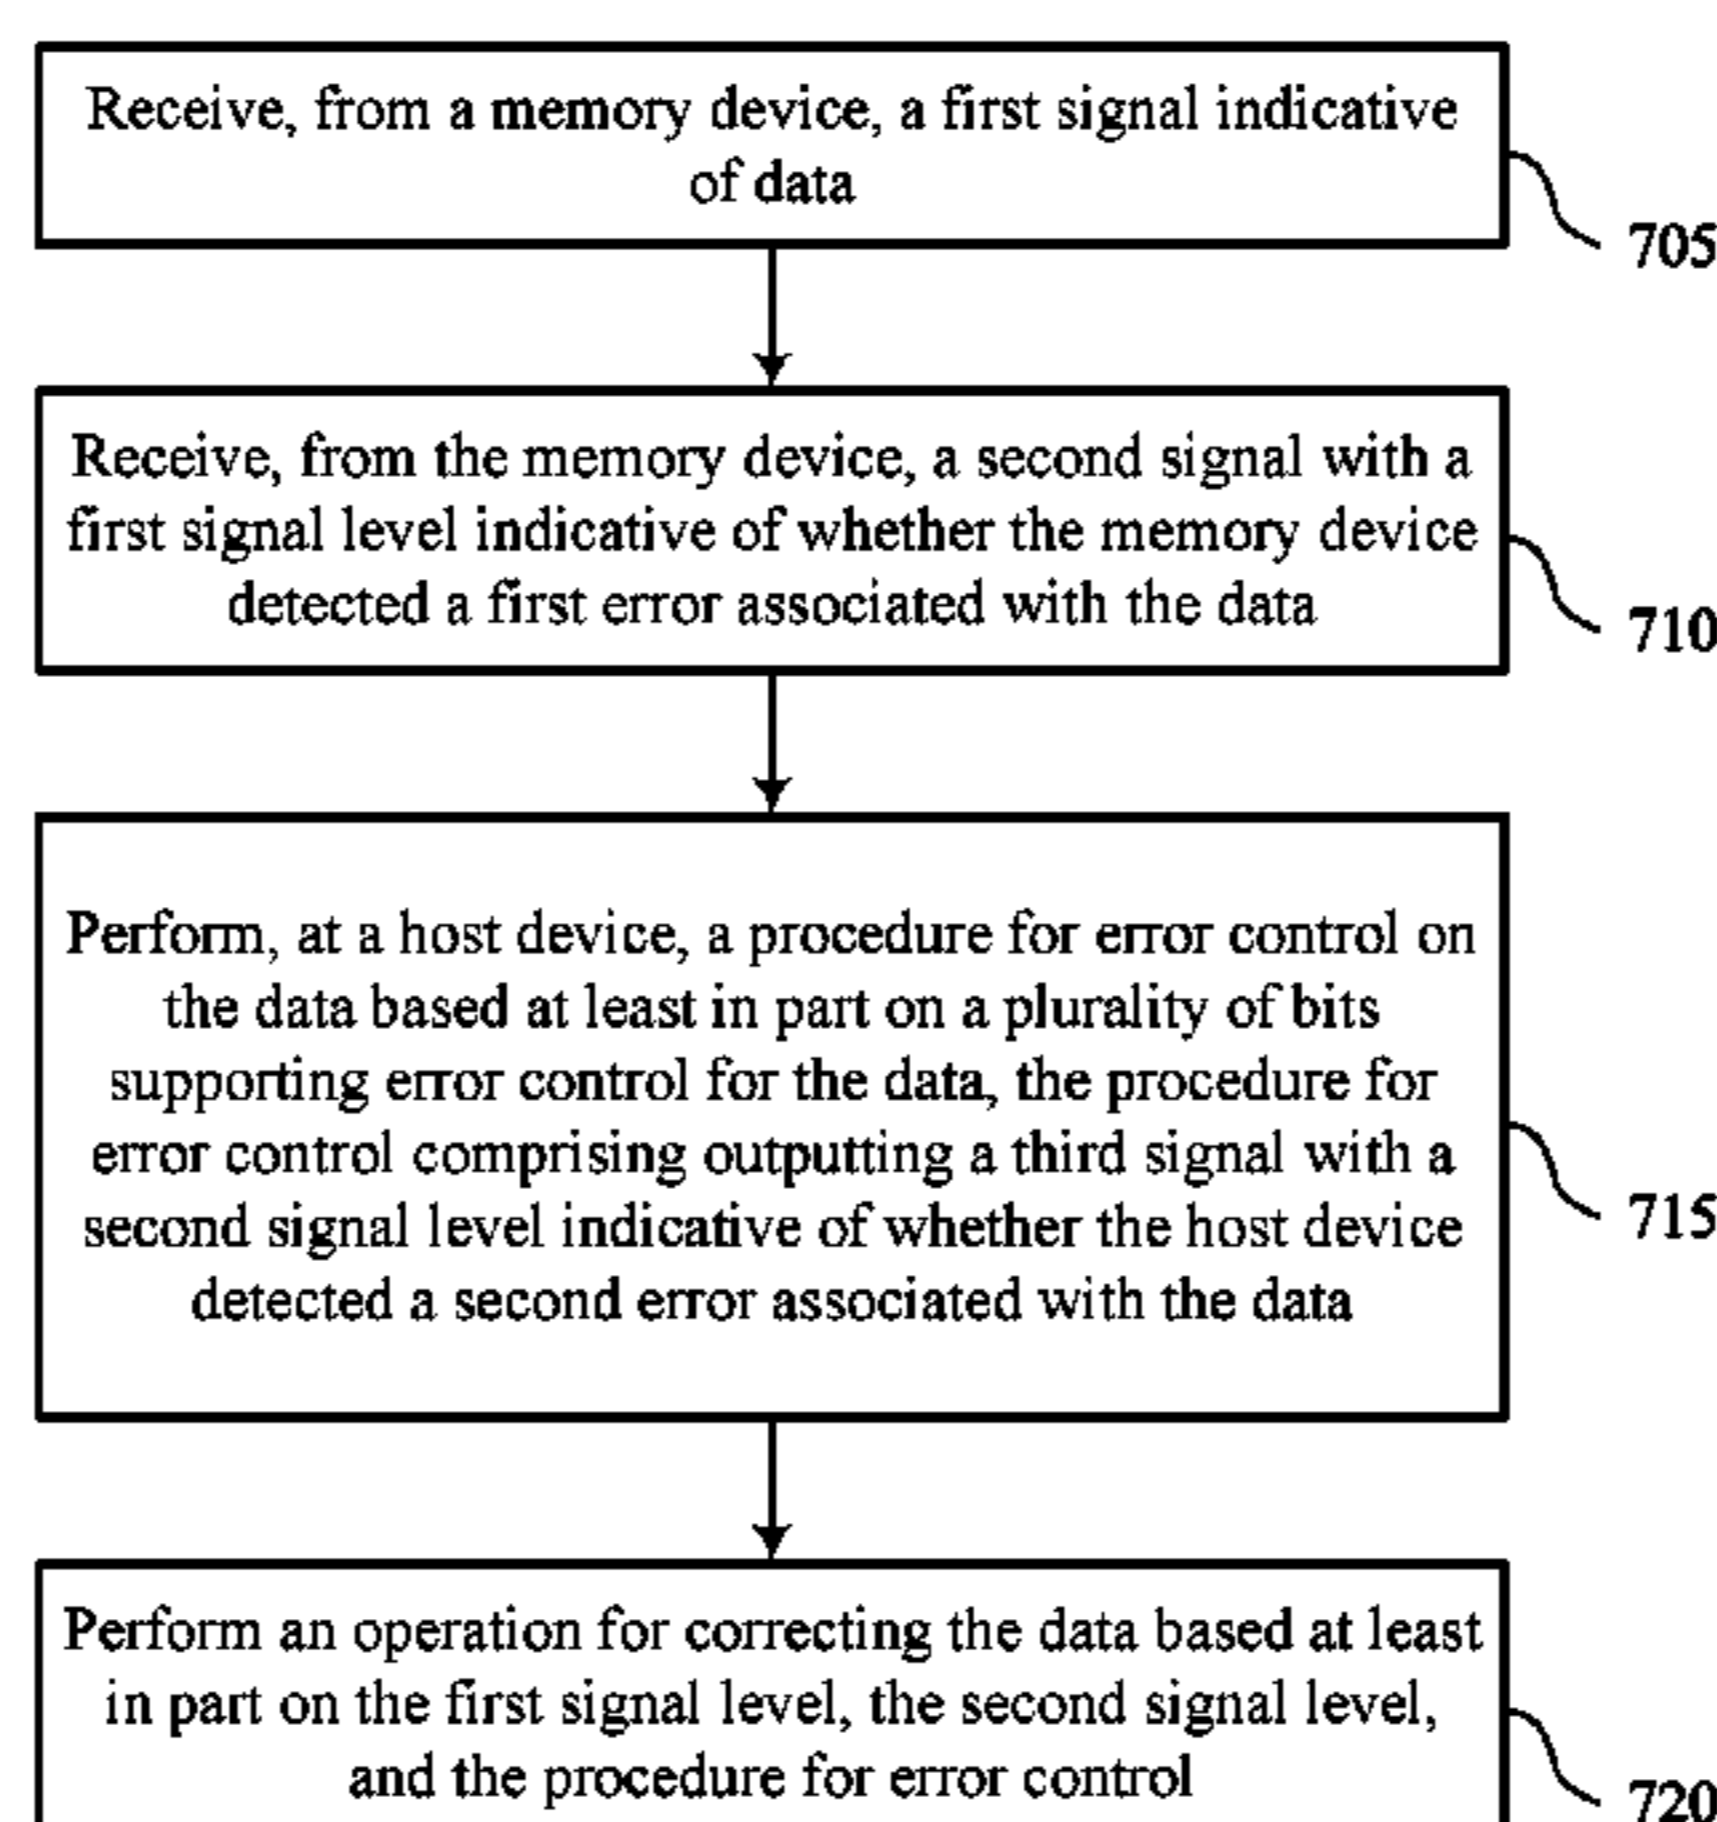 Receive, from a memory device, a first signal indicative
of data
705
Receive, from the memory device, a second signal with a
first signal level indicative of whether the memory device
detected a first error associated with the data
710
Perform, at a host device, a procedure for error control on
the data based at least in part on a plurality of bits
supporting error control for the data, the procedure for
error control comprising outputting a third signal with a
second signal level indicative of whether the host device
detected a second error associated with the data
715
Perform an operation for correcting the data based at least
in part on the first signal level, the second signal level,
and the procedure for error control
720